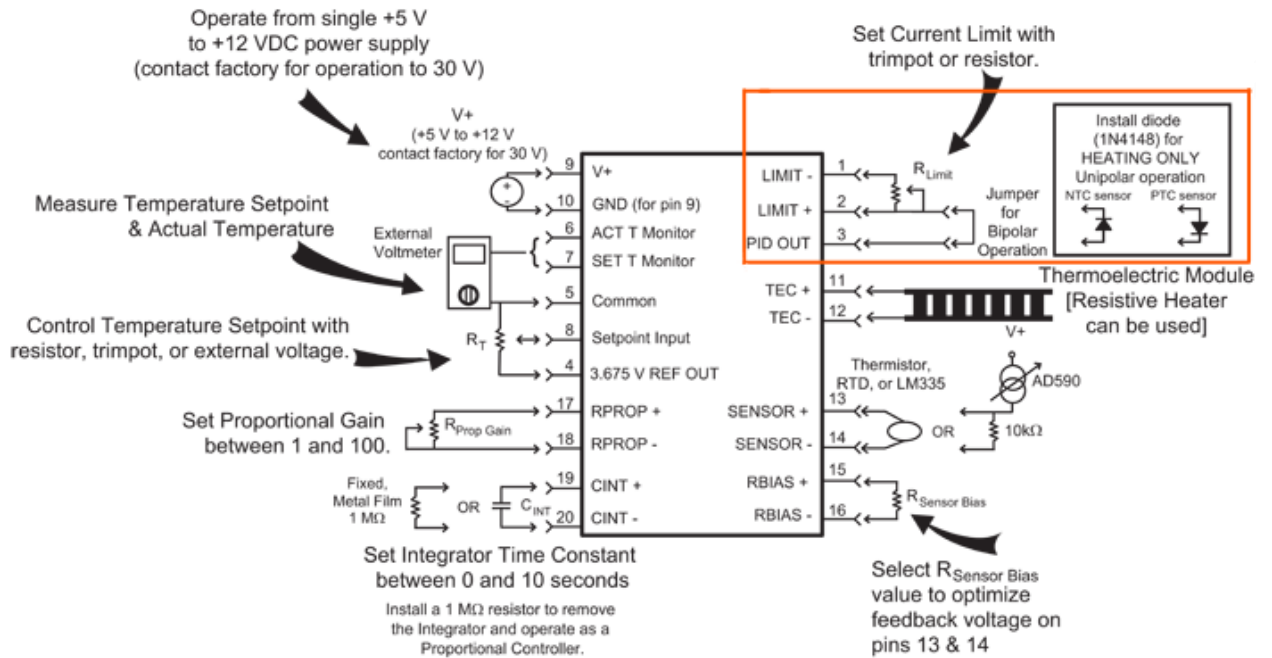 Operate from single +5 V
to +12 VDC power supply
(contact factory for operation to 30 V)
Set Current Limit with
trimpot or resistor.
V+
(+5 V to +12 V
contact factory for 30 V)
Measure Temperature Setpoint
& Actual Temperature
External
Voltmeter
Control Temperature Setpoint with
resistor, trimpot, or external voltage.
R_T
Set Proportional Gain
between 1 and 100.
R_Prop Gain
Fixed,
Metal Film
1 MΩ
OR
C_INT
Set Integrator Time Constant
between 0 and 10 seconds
Install a 1 MΩ resistor to remove
the Integrator and operate as a
Proportional Controller.
+
-
9 V+
10 GND (for pin 9)
6 ACT T Monitor
7 SET T Monitor
5 Common
8 Setpoint Input
4 3.675 V REF OUT
17 RPROP +
18 RPROP -
19 CINT +
20 CINT -
LIMIT - 1
LIMIT + 2
PID OUT 3
TEC + 11
TEC - 12
SENSOR + 13
SENSOR - 14
RBIAS + 15
RBIAS - 16
R_Limit
Jumper
for
Bipolar
Operation
Install diode
(1N4148) for
HEATING ONLY
Unipolar operation
NTC sensor PTC sensor
Thermoelectric Module
[Resistive Heater
can be used]
V+
Thermistor,
RTD, or LM335
OR
AD590
10kΩ
R_Sensor Bias
Select R_Sensor Bias
value to optimize
feedback voltage on
pins 13 & 14